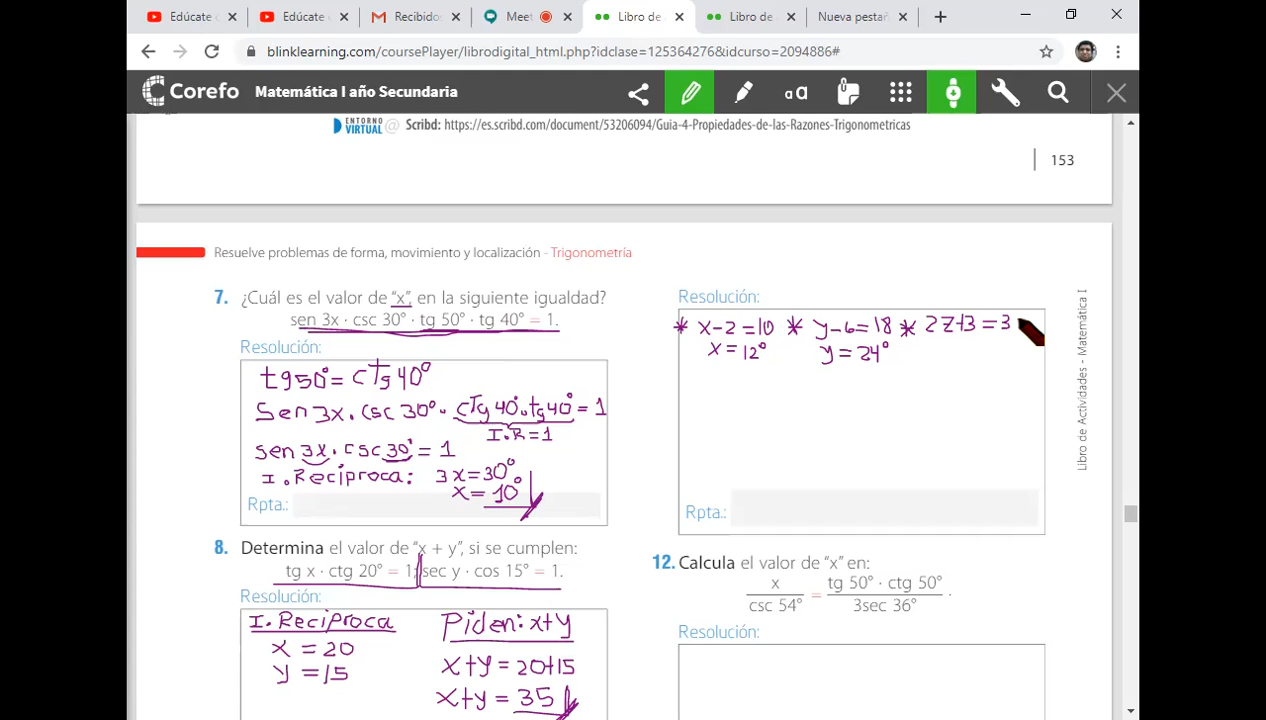 Edúcate
Edúcate
Recibidos
Meet
Libro de
Libro de
Nueva pestañ
blinklearning.com/coursePlayer/librodigital_html.php?idclase=125364276&idcurso=2094886#
Corefo
Matemática I año Secundaria
aA
ENTORNO VIRTUAL @ Scribd: https://es.scribd.com/document/53206094/Guia-4-Propiedades-de-las-Razones-Trigonometricas
153
Resuelve problemas de forma, movimiento y localización - Trigonometría
7. ¿Cuál es el valor de “x”, en la siguiente igualdad?
sen 3x · csc 30° · tg 50° · tg 40° = 1.
Resolución:
tg50° = cTg 40°
Sen 3x . csc 30° . cTg 40° . tg 40° = 1
I.R = 1
sen 3x . csc 30° = 1
I. Reciproca: 3x = 30°
x = 10°
Rpta.:
8. Determina el valor de “x + y”, si se cumplen:
tg x · ctg 20° = 1; sec y · cos 15° = 1.
Resolución:
I. Reciproca
x = 20
y = 15
Piden: x+y
x+y = 20+15
x+y = 35
Resolución:
* x-2 = 10 * y-6 = 18 * 2z+3 = 3
x = 12° y = 24°
Rpta.:
12. Calcula el valor de “x” en:
x / csc 54° = tg 50° · ctg 50° / 3sec 36° .
Resolución:
Libro de Actividades - Matemática I